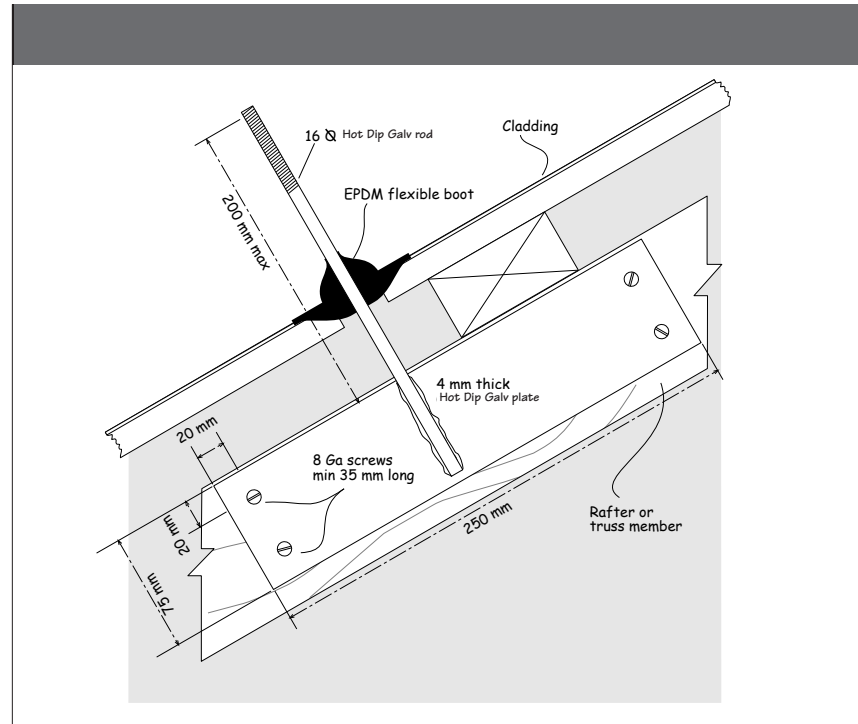 16 Ø Hot Dip Galv rod
Cladding
EPDM flexible boot
200 mm max
4 mm thick
Hot Dip Galv plate
20 mm
8 Ga screws
min 35 mm long
20 mm
75 mm
250 mm
Rafter or
truss member